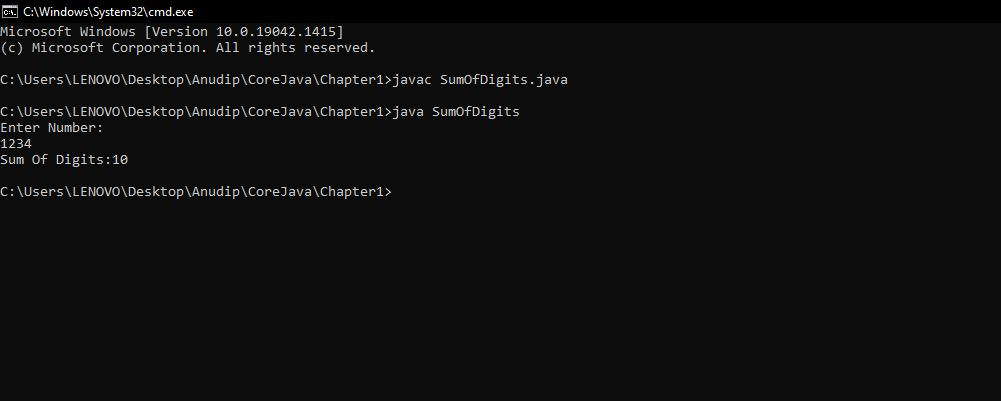 C:\Windows\System32\cmd.exe
Microsoft Windows [Version 10.0.19042.1415]
(c) Microsoft Corporation. All rights reserved.
C:\Users\LENOVO\Desktop\Anudip\CoreJava\Chapter1>javac SumOfDigits.java
C:\Users\LENOVO\Desktop\Anudip\CoreJava\Chapter1>java SumOfDigits
Enter Number:
1234
Sum Of Digits:10
C:\Users\LENOVO\Desktop\Anudip\CoreJava\Chapter1>